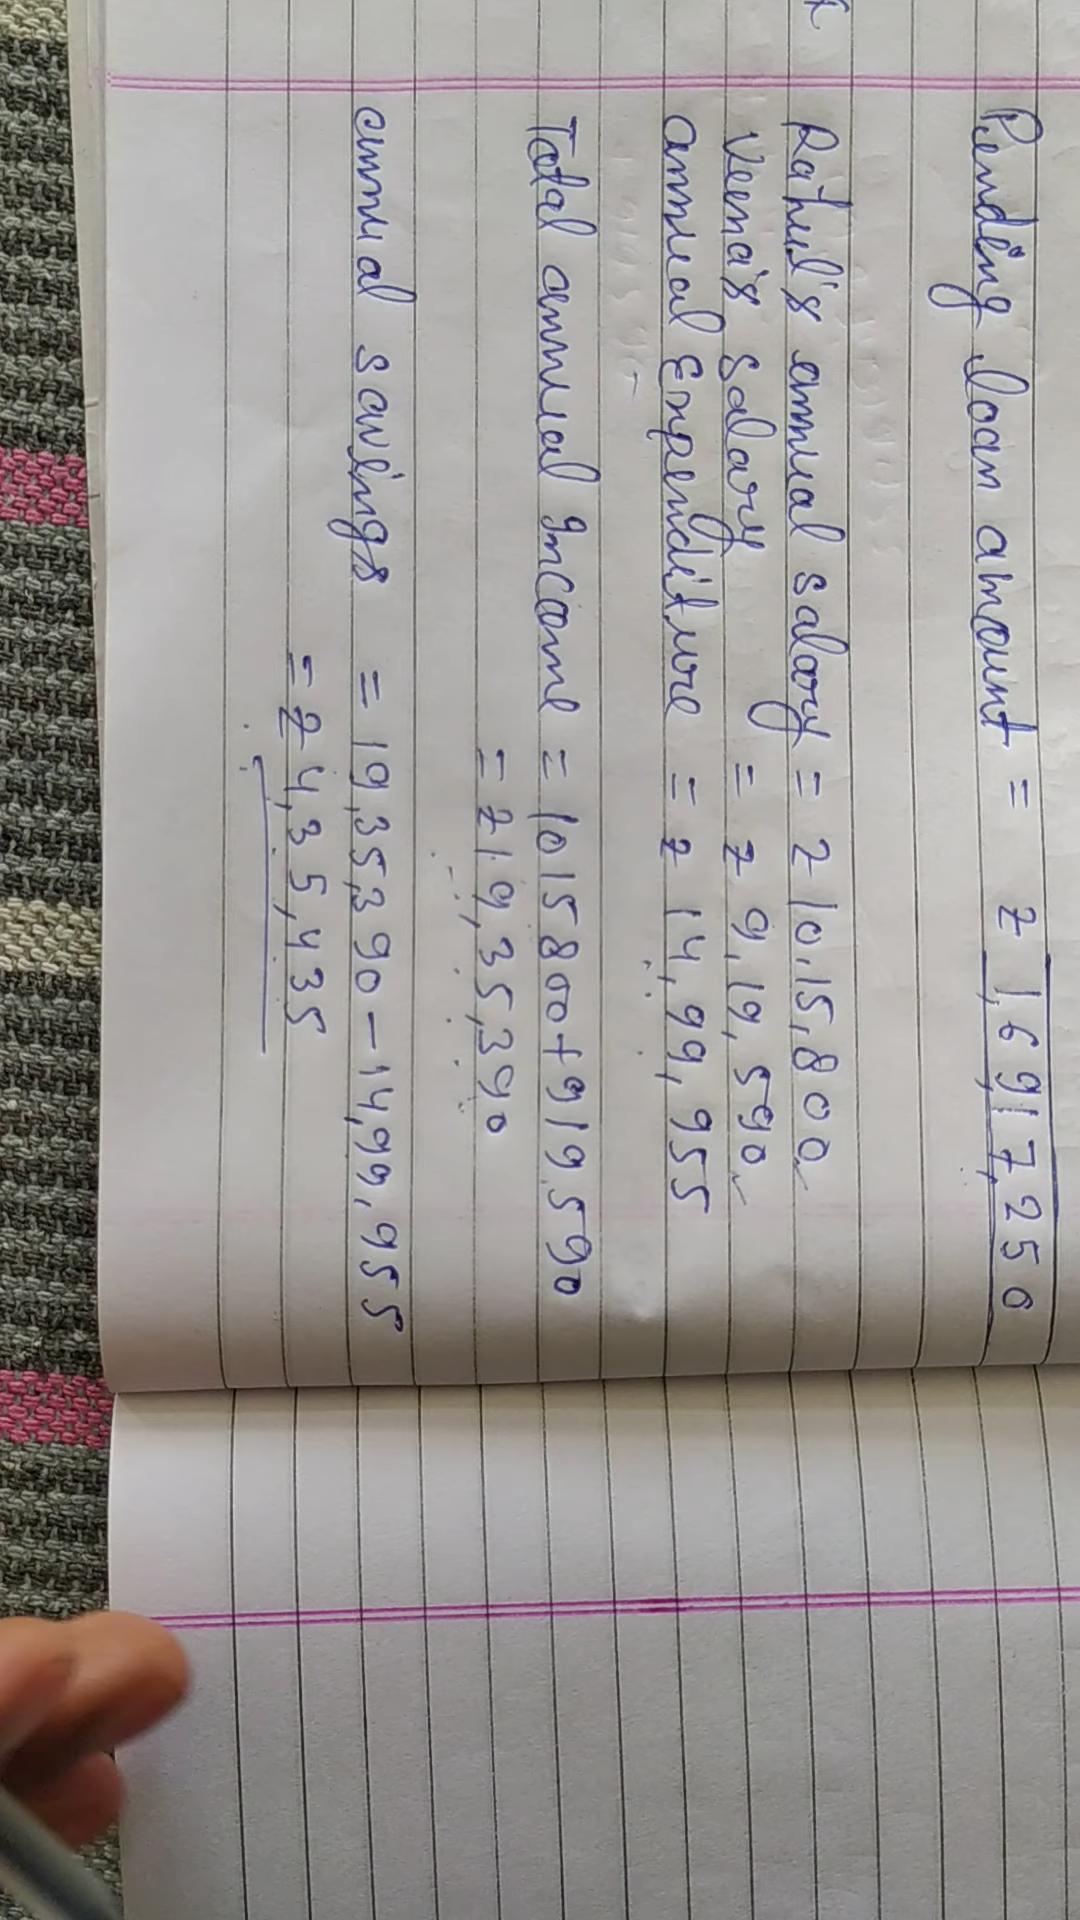 Pending loan amount = ₹ 1,69,17,250
Rahul's annual salary = ₹ 10,15,800
Veena's salary = ₹ 9,19,590
annual Expenditure = ₹ 14,99,955
Total annual Income = 1015800+919590
= ₹19,35,390
annual savings = 19,35,390-14,99,955
= ₹4,35,435